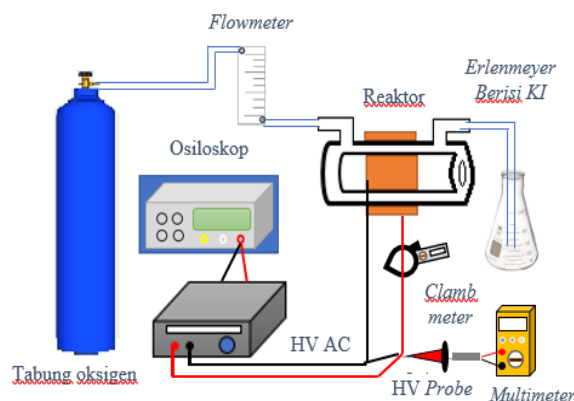 Flowmeter
Erlenmeyer
Berisi KI
Reaktor
Osiloskop
Clamb
meter
HV AC
Tabung oksigen
HV Probe
Multimeter